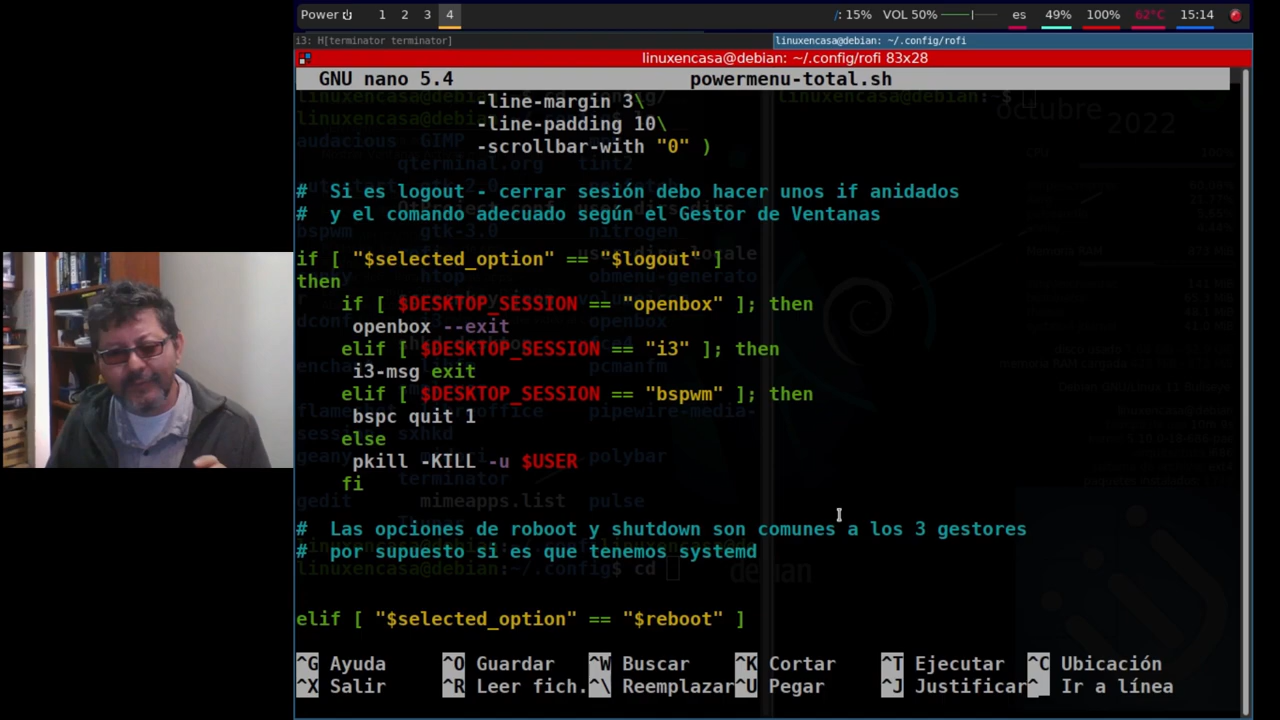 Power 1 2 3 4 /: 15% VOL 50% es 49% 100% 62°C 15:14
i3: H[terminator terminator] linuxencasa@debian: ~/.config/rofi
linuxencasa@debian: ~/.config/rofi 83x28
GNU nano 5.4 powermenu-total.sh
-line-margin 3\
-line-padding 10\
-scrollbar-with "0" )
# Si es logout - cerrar sesión debo hacer unos if anidados
# y el comando adecuado según el Gestor de Ventanas
if [ "$selected_option" == "$logout" ]
then
if [ $DESKTOP_SESSION == "openbox" ]; then
openbox --exit
elif [ $DESKTOP_SESSION == "i3" ]; then
i3-msg exit
elif [ $DESKTOP_SESSION == "bspwm" ]; then
bspc quit 1
else
pkill -KILL -u $USER
fi
# Las opciones de roboot y shutdown son comunes a los 3 gestores
# por supuesto si es que tenemos systemd
elif [ "$selected_option" == "$reboot" ]
^G Ayuda ^O Guardar ^W Buscar ^K Cortar ^T Ejecutar ^C Ubicación
^X Salir ^R Leer fich. ^\ Reemplazar ^U Pegar ^J Justificar ^_ Ir a línea